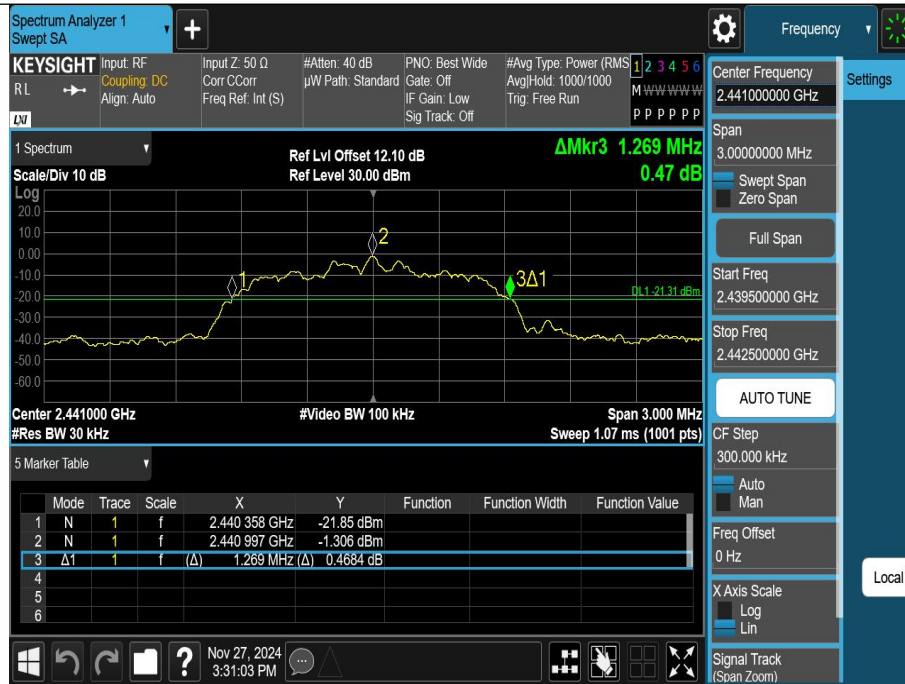 Spectrum Analyzer 1
Swept SA
+
Frequency
KEYSIGHT
RL
LXI
Input: RF
Coupling: DC
Align: Auto
Input Z: 50 Ω
Corr CCorr
Freq Ref: Int (S)
#Atten: 40 dB
µW Path: Standard
PNO: Best Wide
Gate: Off
IF Gain: Low
Sig Track: Off
#Avg Type: Power (RMS
Avg|Hold: 1000/1000
Trig: Free Run
1 2 3 4 5 6
M W W W W W
P P P P P P
1 Spectrum
Scale/Div 10 dB
Ref Lvl Offset 12.10 dB
Ref Level 30.00 dBm
ΔMkr3 1.269 MHz
0.47 dB
Log
20.0
10.0
0.00
-10.0
-20.0
-30.0
-40.0
-50.0
-60.0
1
2
3Δ1
DL1 -21.31 dBm
Center 2.441000 GHz
#Video BW 100 kHz
Span 3.000 MHz
#Res BW 30 kHz
Sweep 1.07 ms (1001 pts)
5 Marker Table
Mode Trace Scale X Y Function Function Width Function Value
1 N 1 f 2.440 358 GHz -21.85 dBm
2 N 1 f 2.440 997 GHz -1.306 dBm
3 Δ1 1 f (Δ) 1.269 MHz (Δ) 0.4684 dB
4
5
6
?
Nov 27, 2024
3:31:03 PM
Center Frequency
2.441000000 GHz
Span
3.00000000 MHz
Swept Span
Zero Span
Full Span
Start Freq
2.439500000 GHz
Stop Freq
2.442500000 GHz
AUTO TUNE
CF Step
300.000 kHz
Auto
Man
Freq Offset
0 Hz
X Axis Scale
Log
Lin
Signal Track
(Span Zoom)
Settings
Local